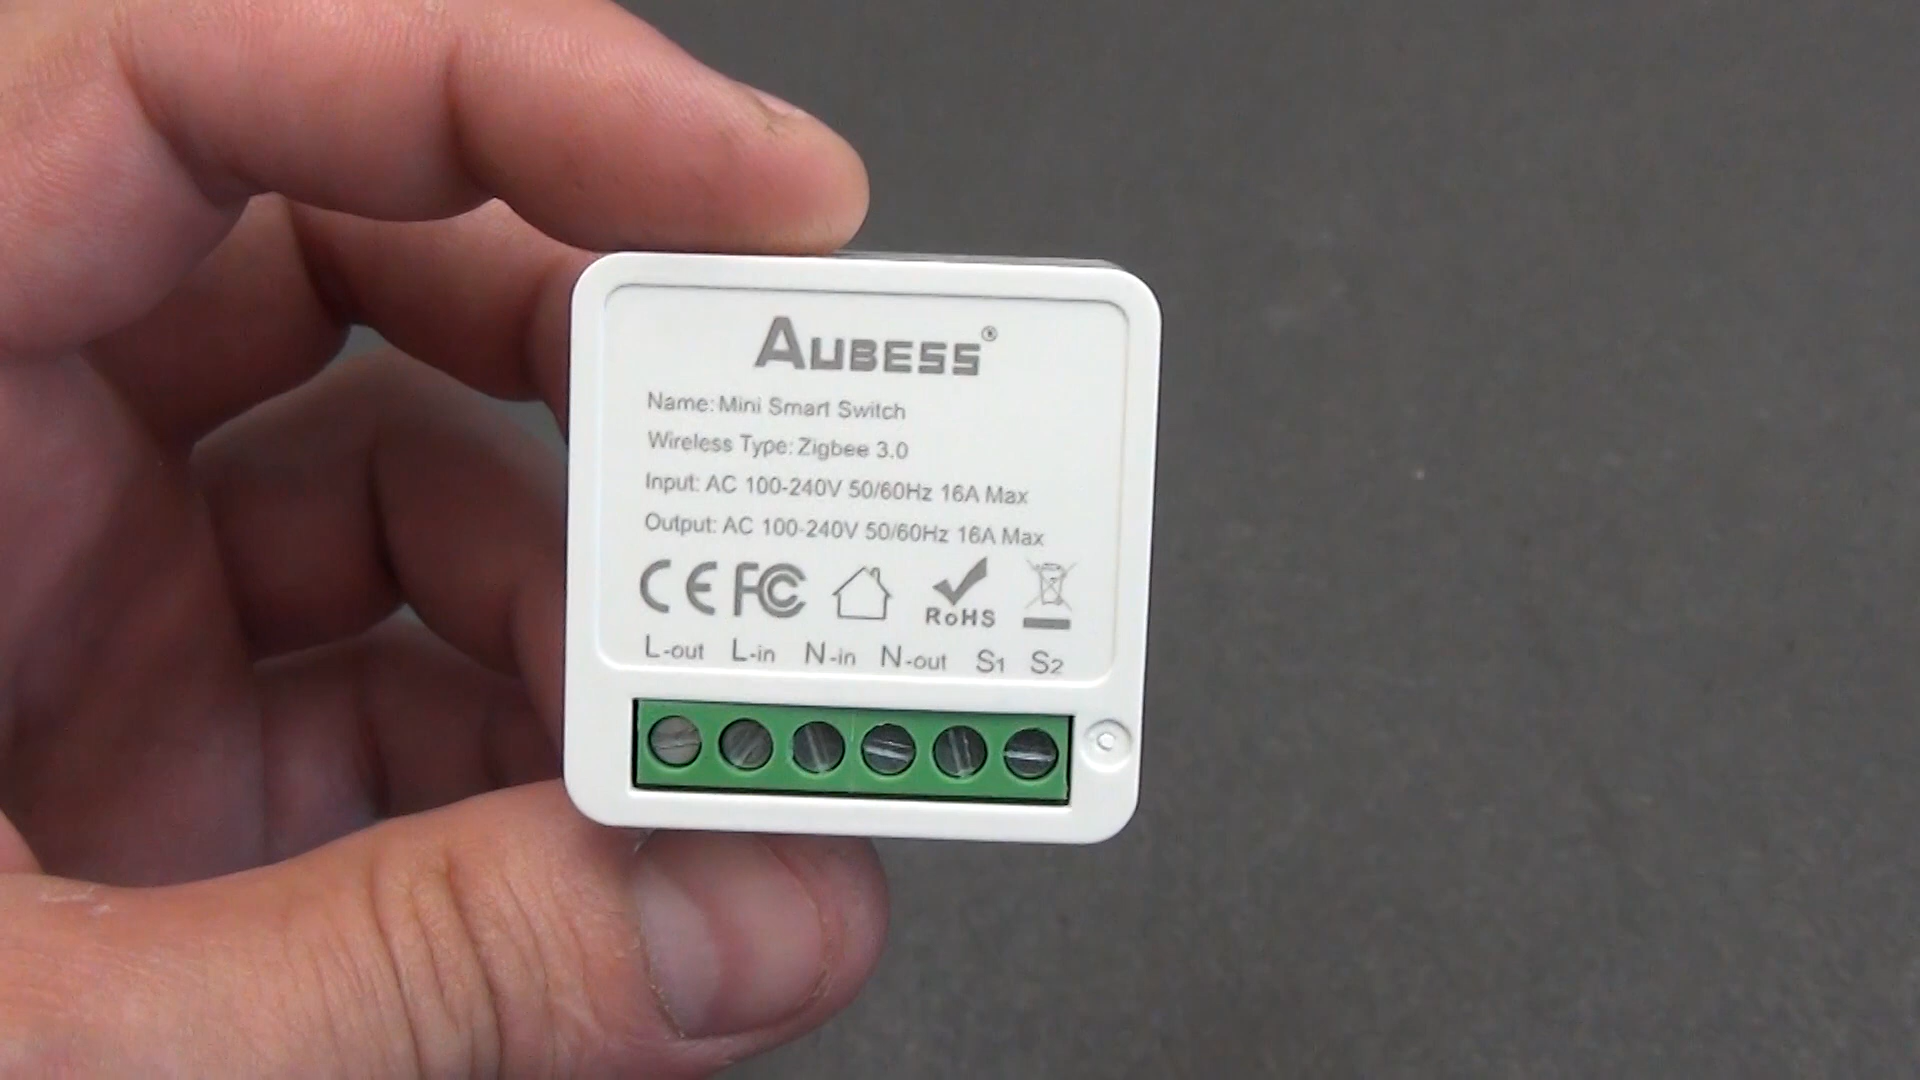 AUBESS®
Name: Mini Smart Switch
Wireless Type: Zigbee 3.0
Input: AC 100-240V 50/60Hz 16A Max
Output: AC 100-240V 50/60Hz 16A Max
CE FC RoHS
L-out L-in N-in N-out S1 S2